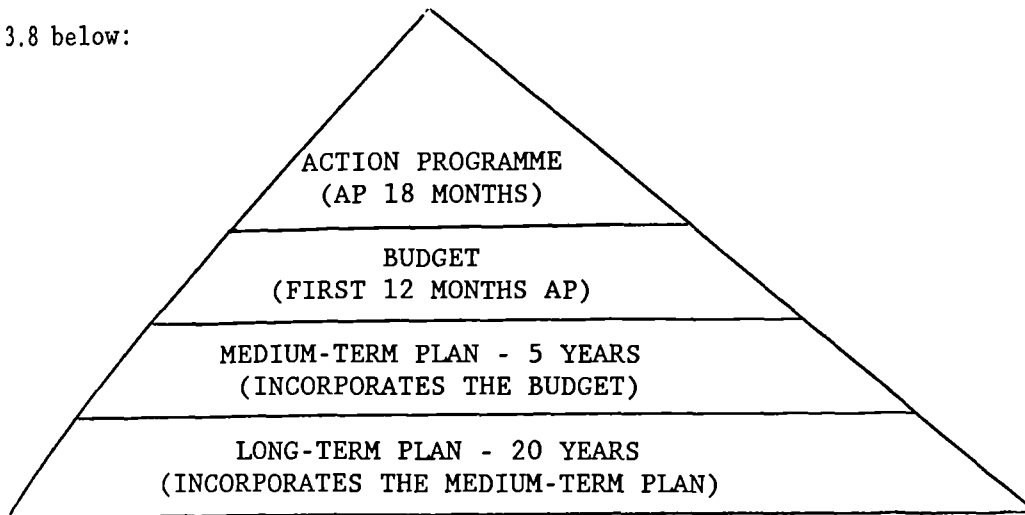 3.8 below:
ACTION PROGRAMME
(AP 18 MONTHS)
BUDGET
(FIRST 12 MONTHS AP)
MEDIUM-TERM PLAN - 5 YEARS
(INCORPORATES THE BUDGET)
LONG-TERM PLAN - 20 YEARS
(INCORPORATES THE MEDIUM-TERM PLAN)